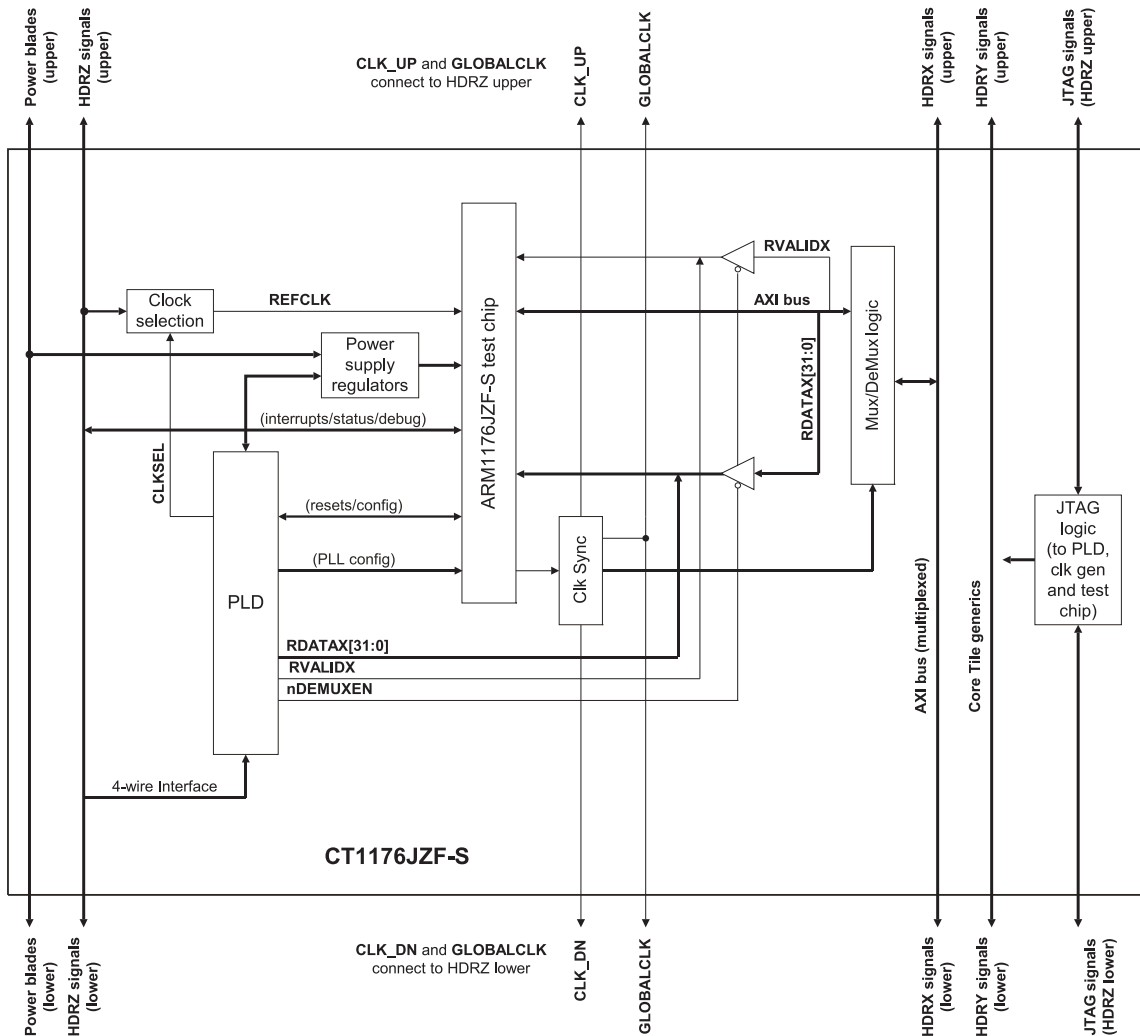 Power blades
(upper)
HDRZ signals
(upper)
CLK_UP and GLOBALCLK
connect to HDRZ upper
CLK_UP
GLOBALCLK
HDRX signals
(upper)
HDRY signals
(upper)
JTAG signals
(HDRZ upper)
Clock
selection
REFCLK
Power
supply
regulators
(interrupts/status/debug)
CLKSEL
ARM1176JZF-S test chip
RVALIDX
AXI bus
RDATAX[31:0]
Mux/DeMux logic
(resets/config)
(PLL config)
PLD
Clk Sync
JTAG
logic
(to PLD,
clk gen
and test
chip)
RDATAX[31:0]
RVALIDX
nDEMUXEN
AXI bus (multiplexed)
Core Tile generics
4-wire Interface
CT1176JZF-S
Power blades
(lower)
HDRZ signals
(lower)
CLK_DN and GLOBALCLK
connect to HDRZ lower
CLK_DN
GLOBALCLK
HDRX signals
(lower)
HDRY signals
(lower)
JTAG signals
(HDRZ lower)